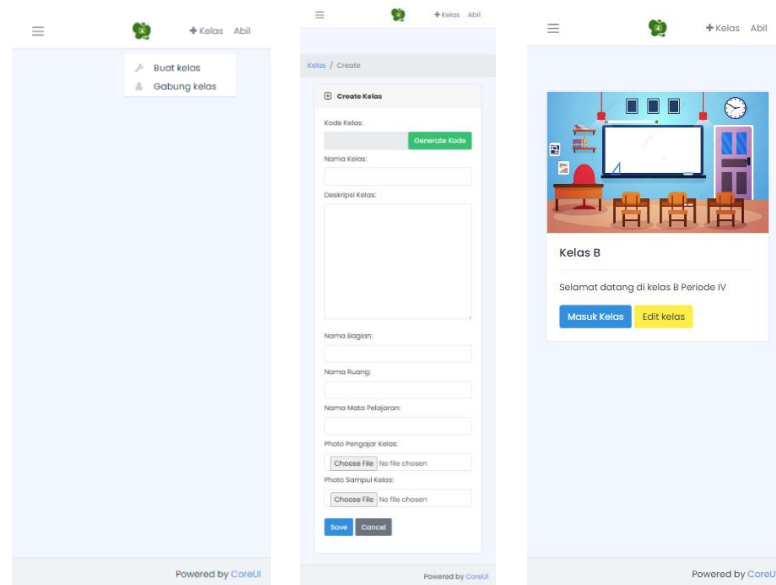 +Kelas Abil
Buat kelas
Gabung kelas
Powered by CoreUI
+Kelas Abil
Kelas / Create
Create Kelas
Kode Kelas:
Generate Kode
Nama Kelas:
Deskripsi Kelas:
Nama Bagian:
Nama Ruang:
Nama Mata Pelajaran:
Photo Pengajar Kelas:
Choose File No file chosen
Photo Sampul Kelas:
Choose File No file chosen
Save Cancel
Powered by CoreUI
+Kelas Abil
Kelas B
Selamat datang di kelas B Periode IV
Masuk Kelas Edit kelas
Powered by CoreU